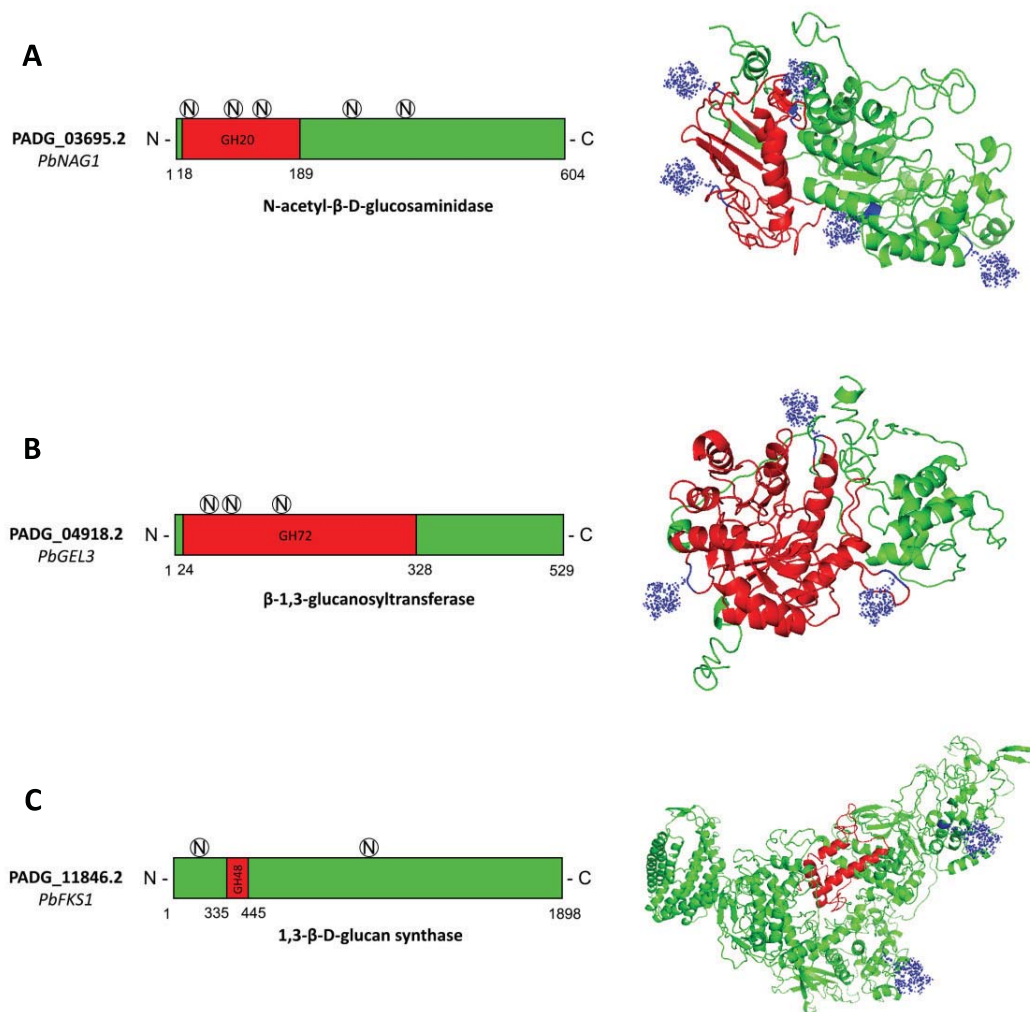 A
N N N N N
PADG_03695.2 N - GH20 - C
PbNAG1
1 18 189 604
N-acetyl-β-D-glucosaminidase
B
N N N
PADG_04918.2 N - GH72 - C
PbGEL3
1 24 328 529
β-1,3-glucanosyltransferase
C
N N
PADG_11846.2 N - GH48 - C
PbFKS1
1 335 445 1898
1,3-β-D-glucan synthase